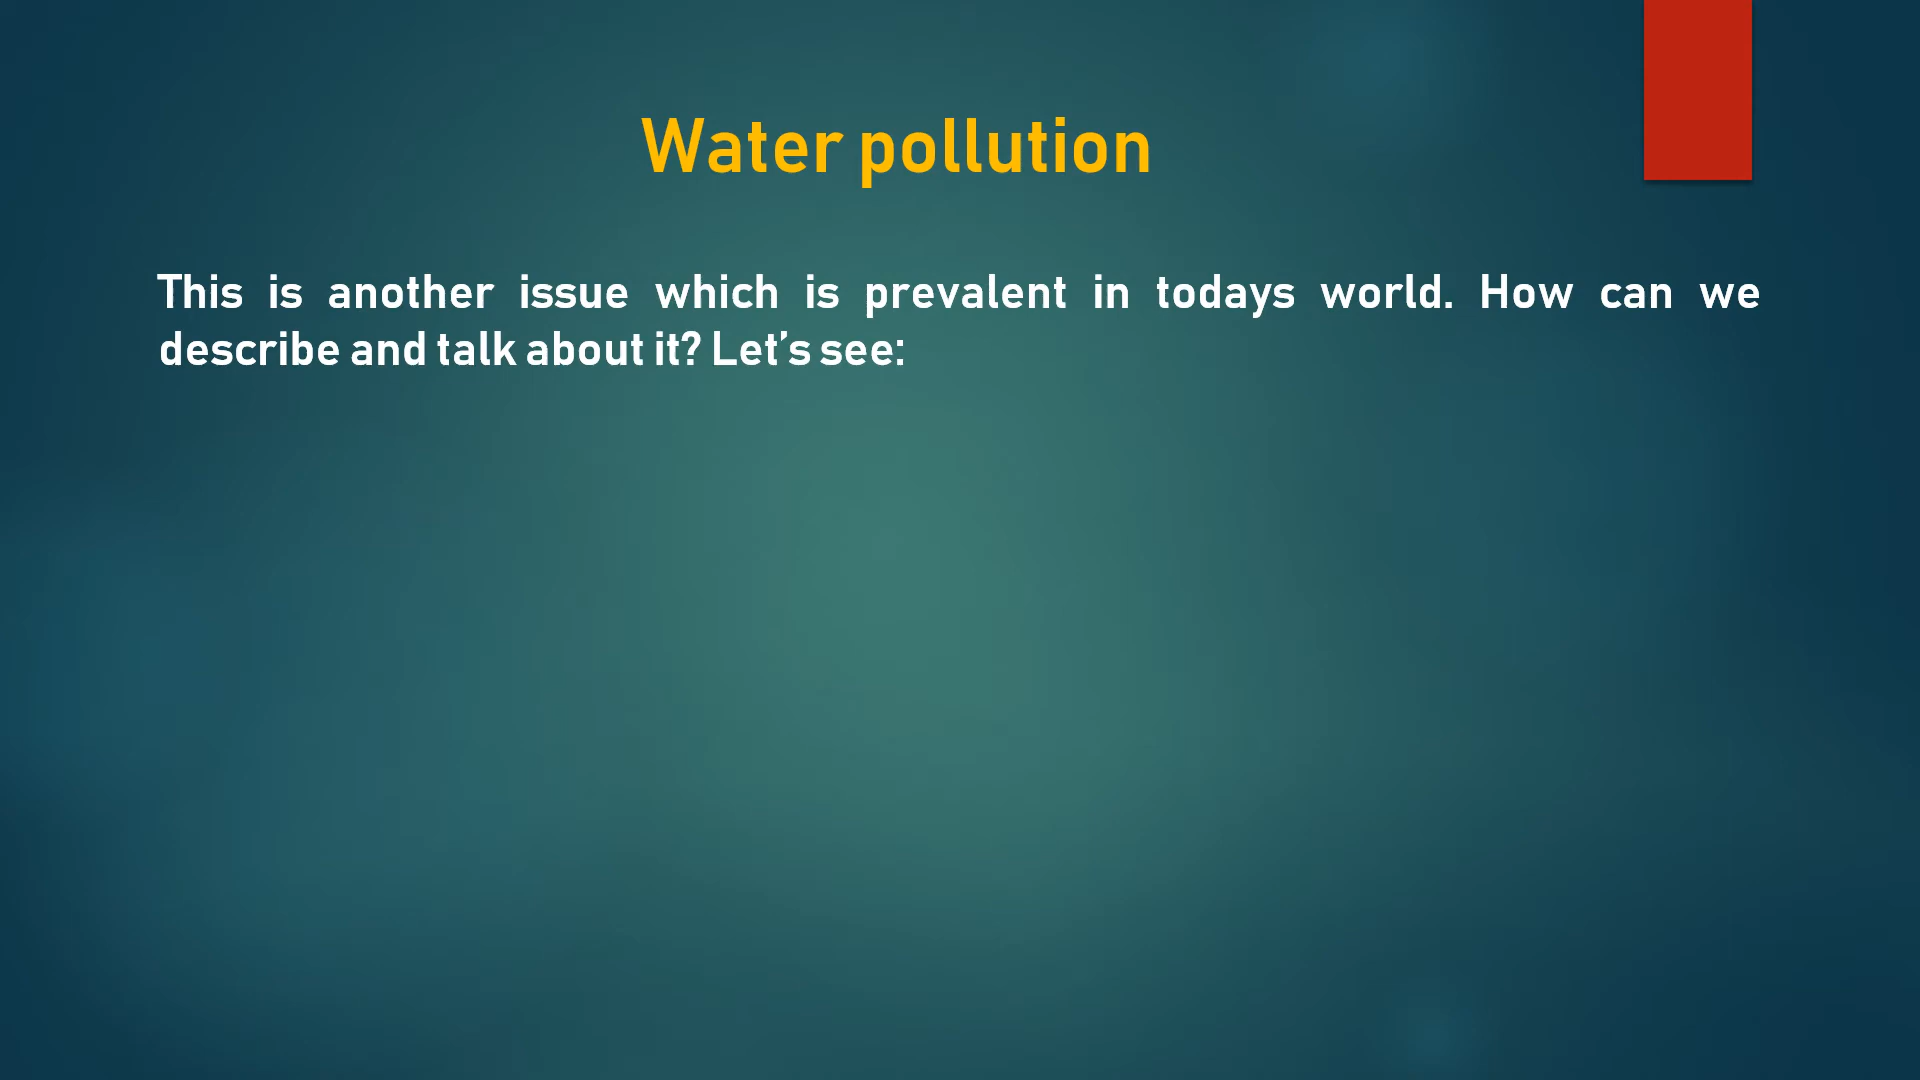 Water pollution
This is another issue which is prevalent in todays world. How can we
describe and talk about it? Let’s see: